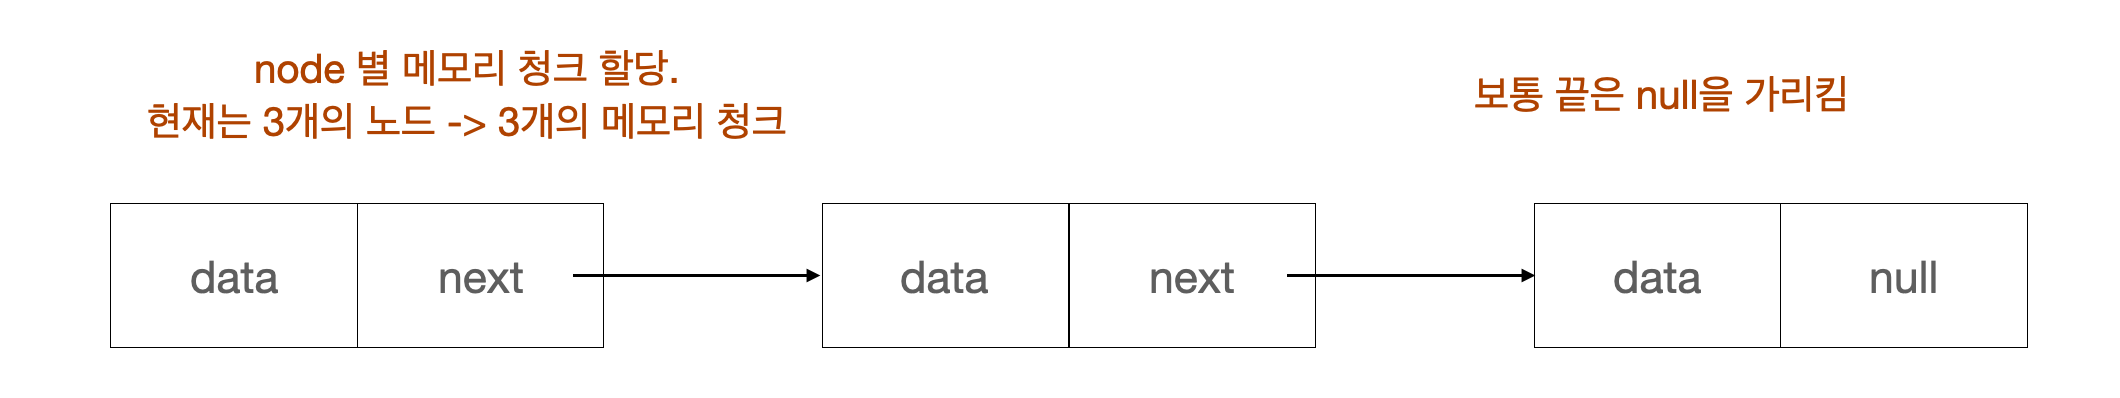 node 별 메모리 청크 할당.
현재는 3개의 노드 -> 3개의 메모리 청크
보통 끝은 null을 가리킴
data next data next data null